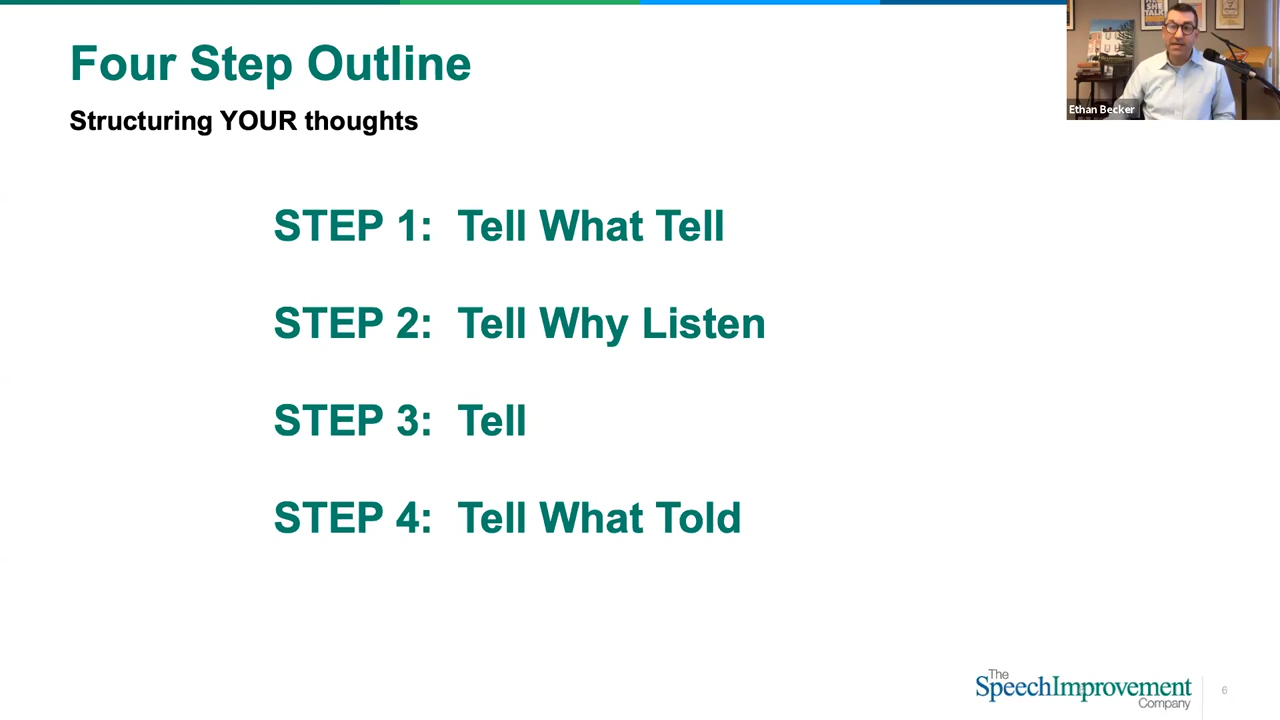 Four Step Outline
Structuring YOUR thoughts
Ethan Becker
STEP 1: Tell What Tell
STEP 2: Tell Why Listen
STEP 3: Tell
STEP 4: Tell What Told
The
SpeechImprovement
Company
6